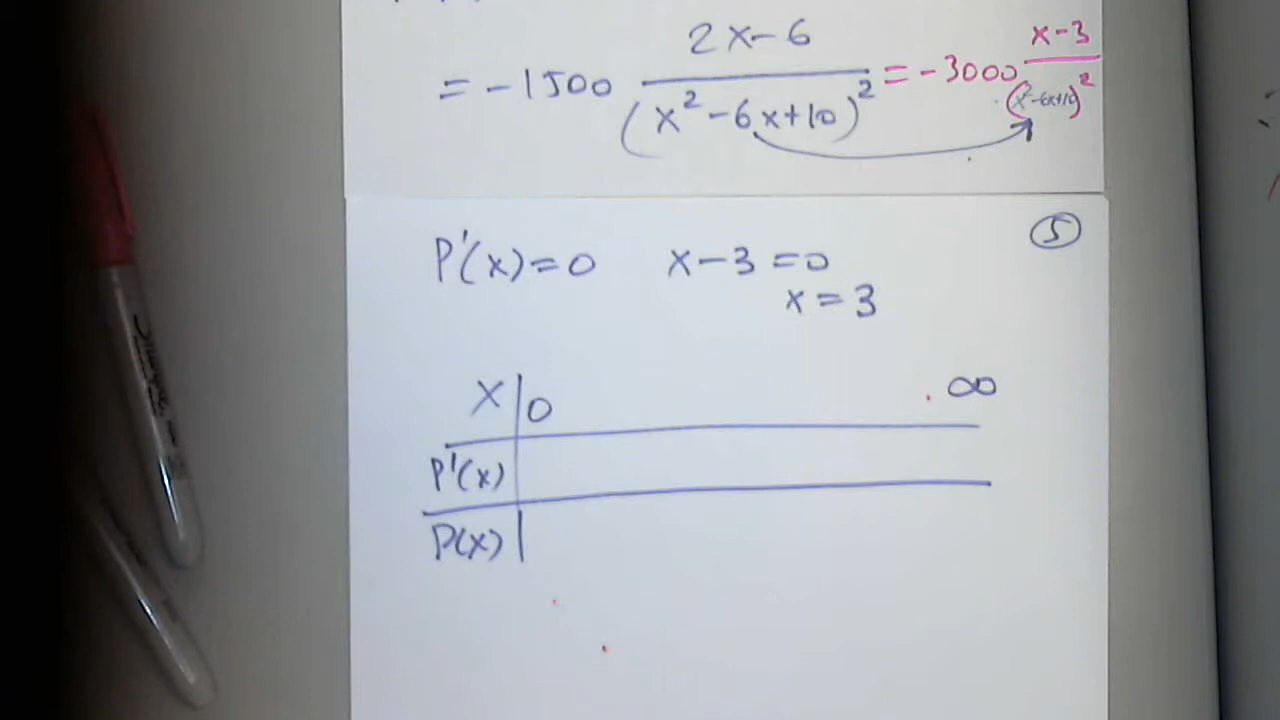 = -1500 (2x-6)/(x²-6x+10)² = -3000 (x-3)/(x²-6x+10)²
5
P'(x)=0 x-3=0
x=3
x 0 ∞
P'(x)
P(x)